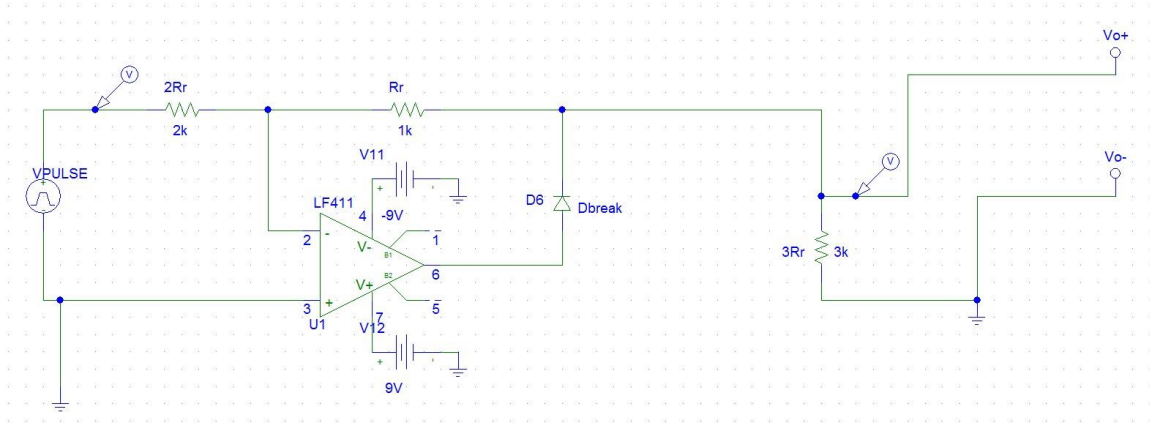 Vo+
V
2Rr
Rr
2k
1k
V11
V
Vo-
VPULSE
+
-
+
LF411
D6
Dbreak
4
-9V
2
-
V-
1
B1
3Rr
3k
6
B2
V+
3
+
5
7
U1
V12
+
9V